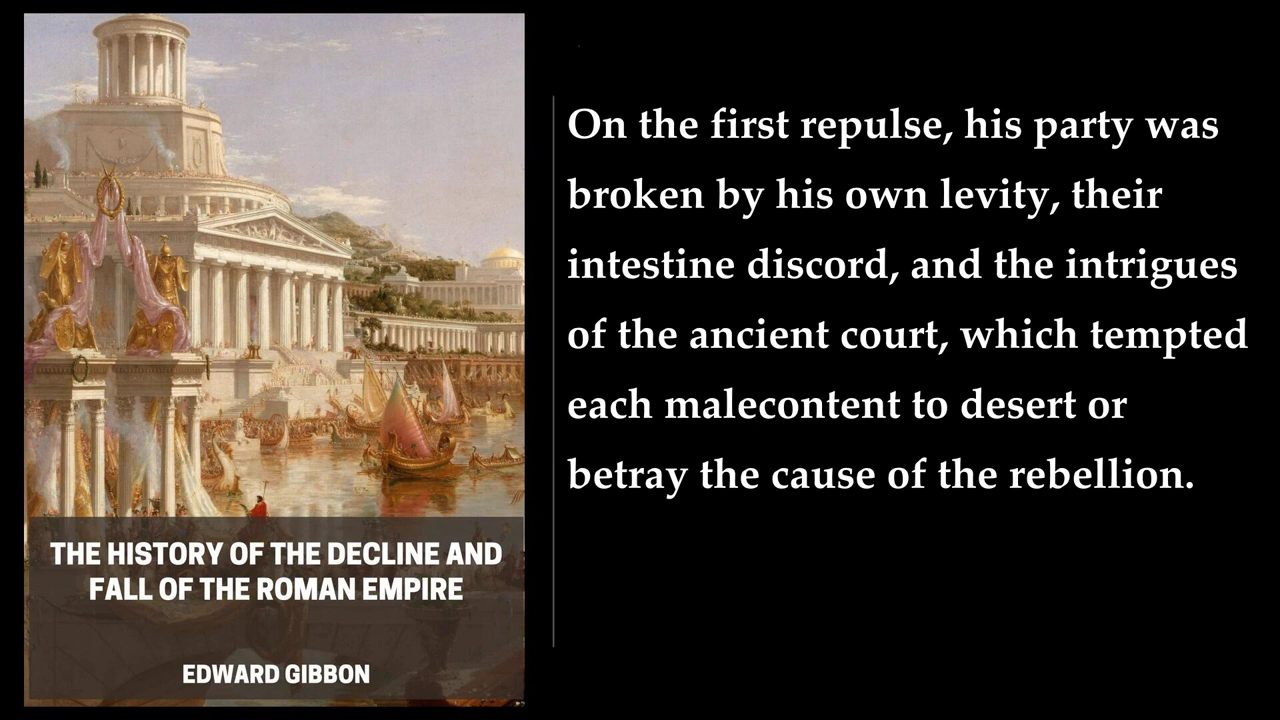 On the first repulse, his party was
broken by his own levity, their
intestine discord, and the intrigues
of the ancient court, which tempted
each malecontent to desert or
betray the cause of the rebellion.
THE HISTORY OF THE DECLINE AND
FALL OF THE ROMAN EMPIRE
EDWARD GIBBON